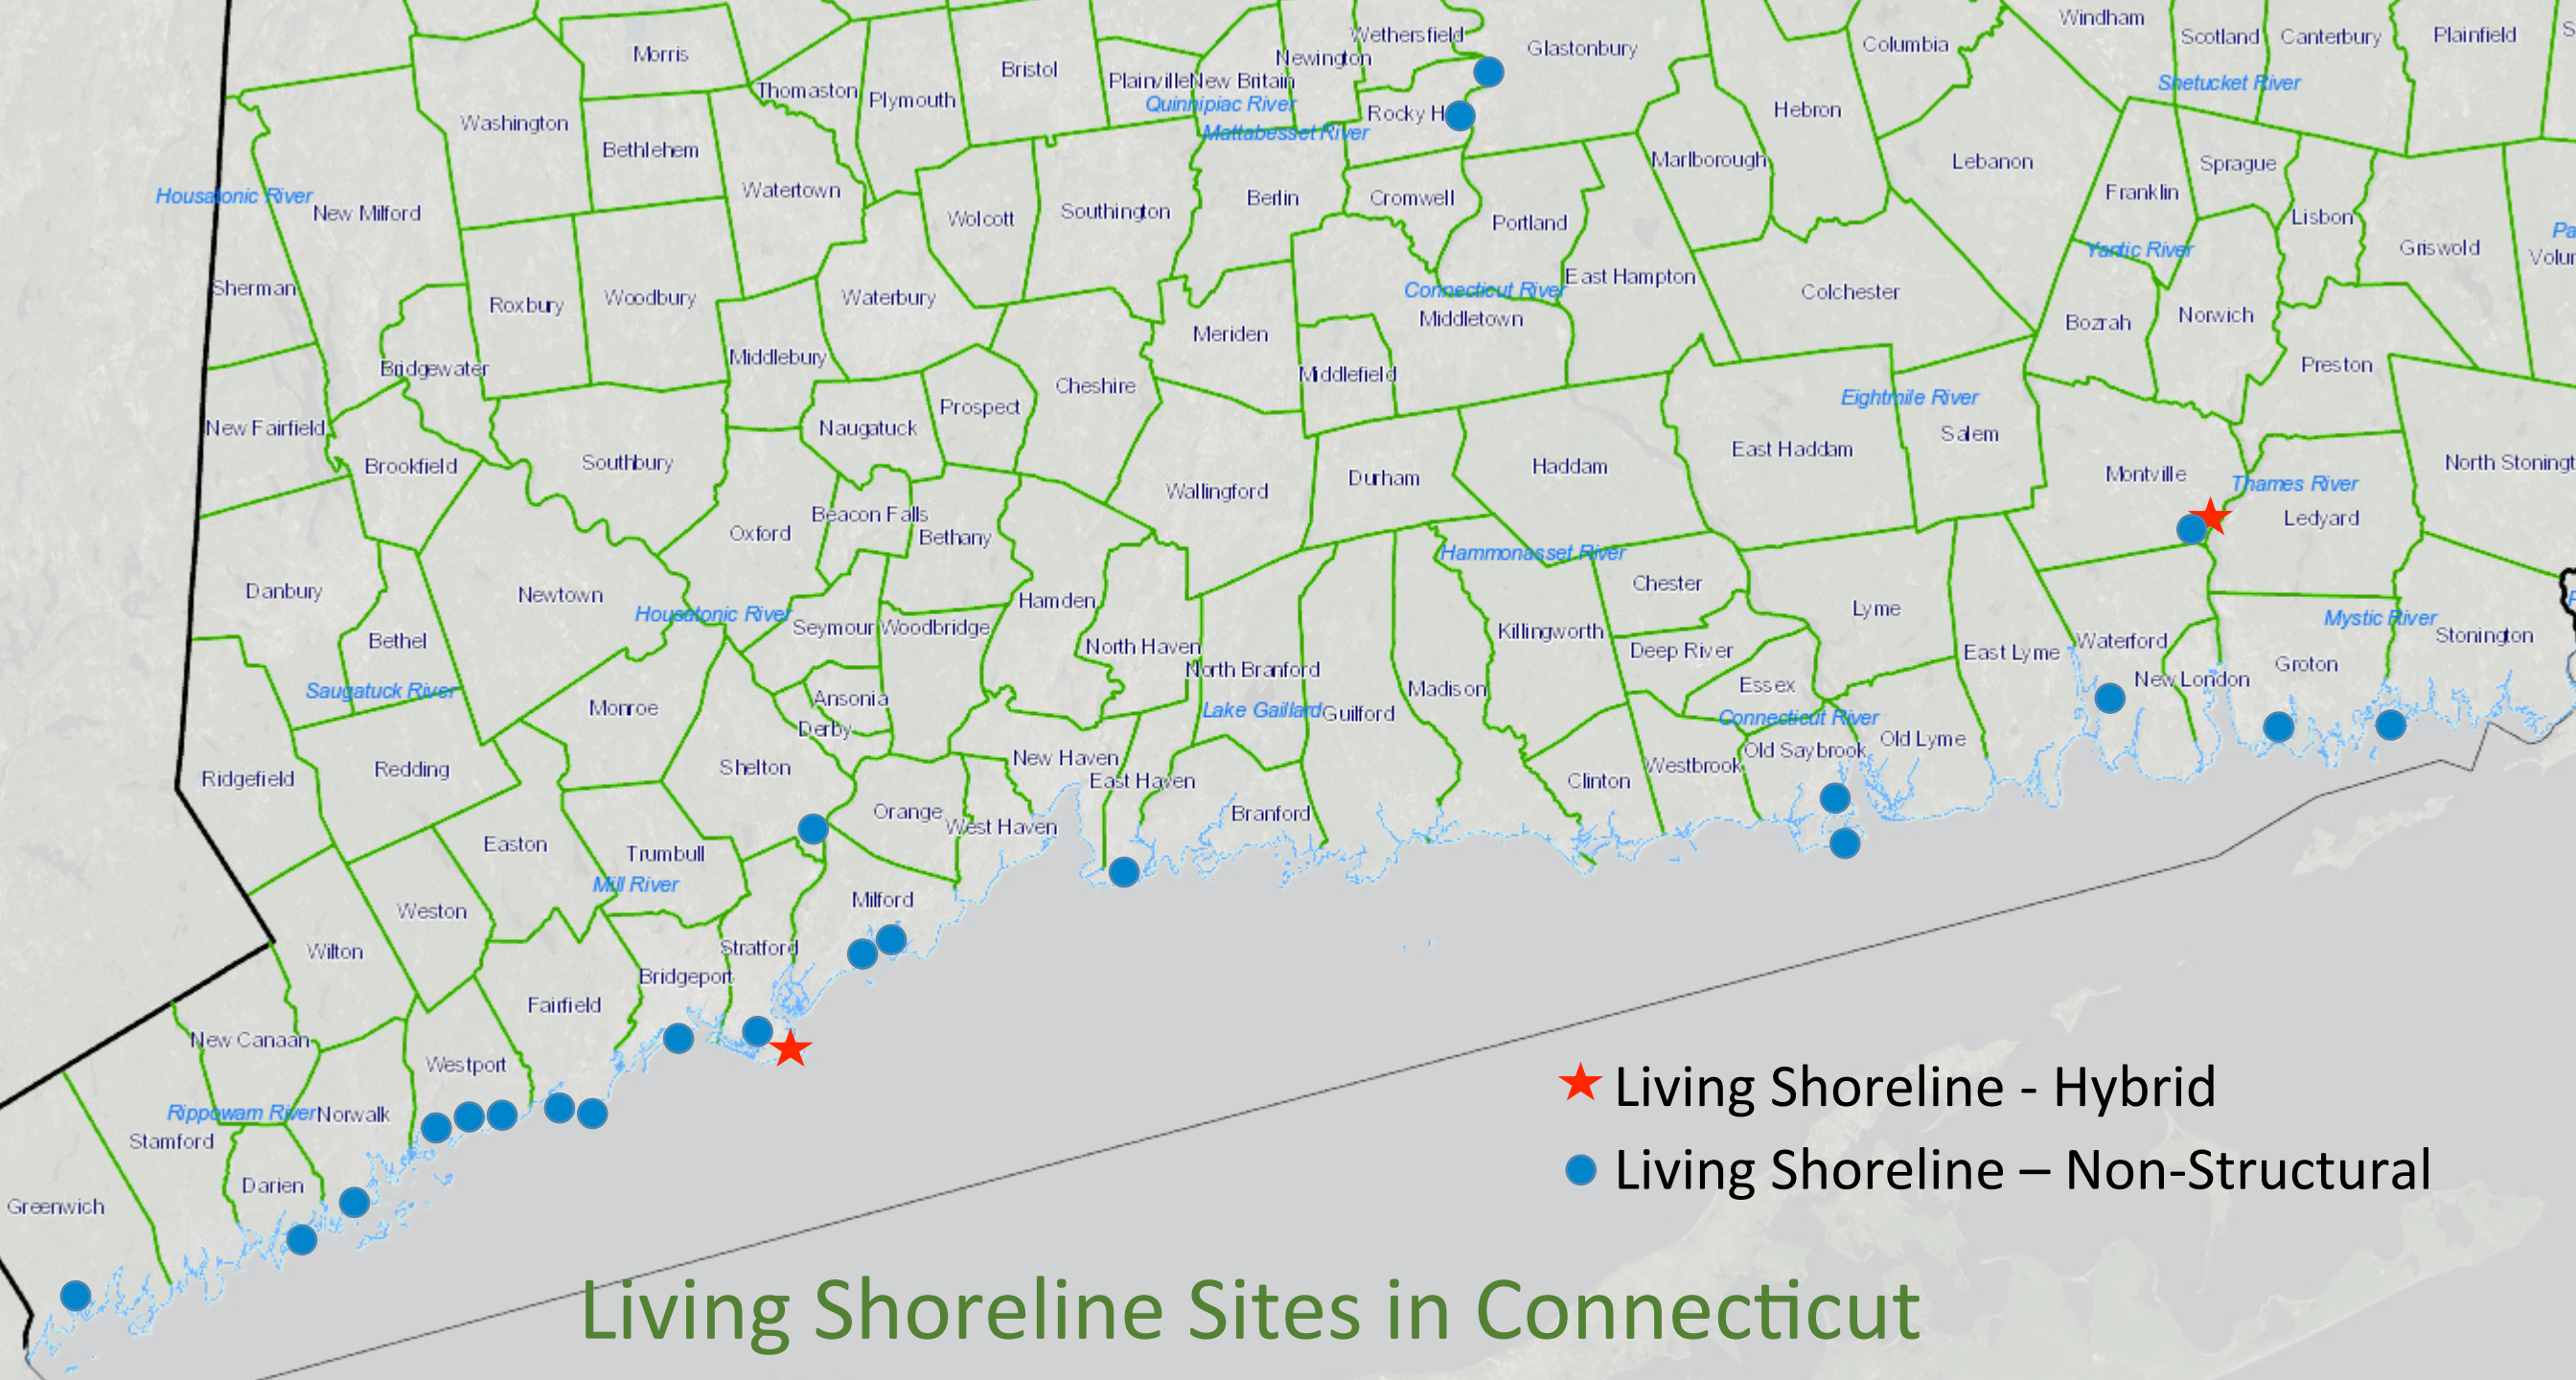 Windham
Wethersfield
Glastonbury
Columbia
Scotland
Canterbury
Plainfield
Morris
Newington
Bristol
Plainville
New Britain
Thomaston
Plymouth
Shetucket River
Quinnipiac River
Rocky H
Hebron
Washington
Mattabesset River
Bethlehem
Marlborough
Lebanon
Sprague
Watertown
Franklin
Housatonic River
New Milford
Berlin
Cromwell
Wolcott
Southington
Portland
Lisbon
Pa
Yantic River
Griswold
Volun
East Hampton
Sherman
Connecticut River
Colchester
Roxbury
Woodbury
Waterbury
Middletown
Bozrah
Norwich
Meriden
Middlebury
Bridgewater
Middlefield
Preston
Cheshire
Eightmile River
Prospect
New Fairfield
Naugatuck
Salem
Brookfield
Southbury
Haddam
East Haddam
North Stoningt
Durham
Montville
Wallingford
Thames River
Beacon Falls
Ledyard
Oxford
Bethany
Hammonasset River
Danbury
Newtown
Chester
Hamden
Lyme
Housatonic River
Seymour
Woodbridge
Mystic River
Killingworth
Stonington
Bethel
North Haven
Deep River
East Lyme
Waterford
North Branford
Groton
Saugatuck River
Ansonia
Madison
Essex
New London
Monroe
Lake Gaillard
Guilford
Connecticut River
Derby
Old Lyme
Old Saybrook
New Haven
Redding
Shelton
Westbrook
Ridgefield
East Haven
Clinton
Orange
West Haven
Branford
Easton
Trumbull
Mill River
Milford
Weston
Wilton
Stratford
Bridgeport
Fairfield
New Canaan
Westport
Living Shoreline - Hybrid
Rippowam River
Norwalk
Stamford
Living Shoreline – Non-Structural
Darien
Greenwich
Living Shoreline Sites in Connecticut